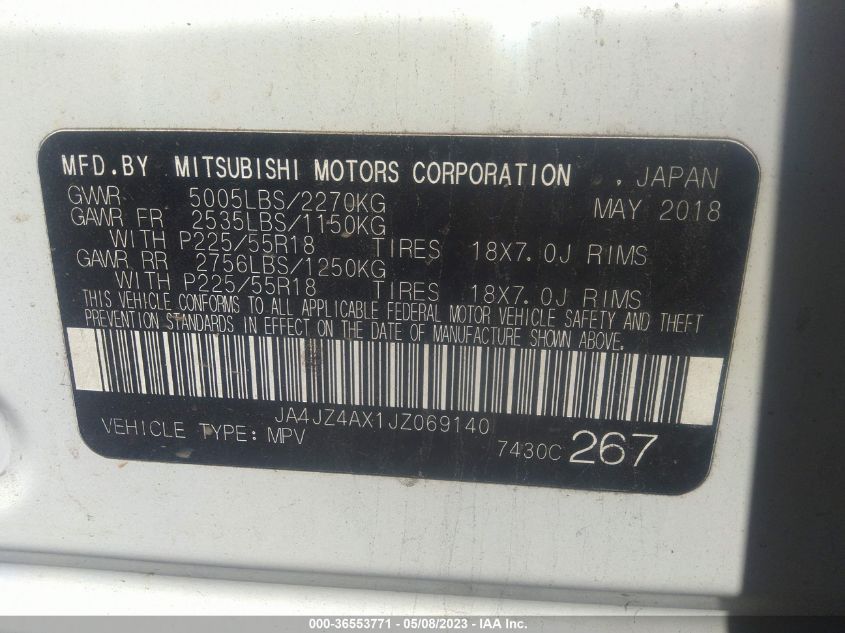 MFD.BY MITSUBISHI MOTORS CORPORATION , JAPAN
GVWR 5005LBS/2270KG MAY 2018
GAWR FR 2535LBS/1150KG
WITH P225/55R18 TIRES 18X7.0J RIMS
GAWR RR 2756LBS/1250KG
WITH P225/55R18 TIRES 18X7.0J RIMS
THIS VEHICLE CONFORMS TO ALL APPLICABLE FEDERAL MOTOR VEHICLE SAFETY AND THEFT
PREVENTION STANDARDS IN EFFECT ON THE DATE OF MANUFACTURE SHOWN ABOVE.
JA4JZ4AX1JZ069140
VEHICLE TYPE: MPV 7430C 267
000-36553771 - 05/08/2023 - IAA Inc.